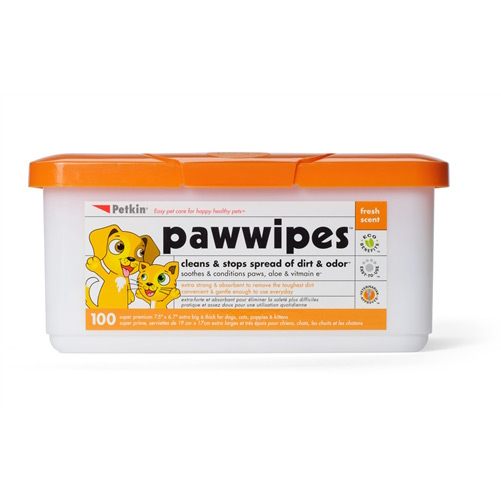 Petkin®
Easy pet care for happy healthy pets™
fresh
scent
pawwipes™
cleans & stops spread of dirt & odor™
soothes & conditions paws, aloe & vitmain e™
extra strong & absorbent to remove the toughest dirt
convenient & gentle enough to use everyday
extra-forte et absorbant pour éliminer la saleté plus difficiles
pratique et assez doux pour une utilisation quotidienne
100 super premium 7.5" x 6.7" extra big & thick for dogs, cats, puppies & kittens
super prime, serviettes de 19 cm x 17cm extra larges et très épais pour chiens, chats, les chiots et les chatons
ECO
BENEFITS